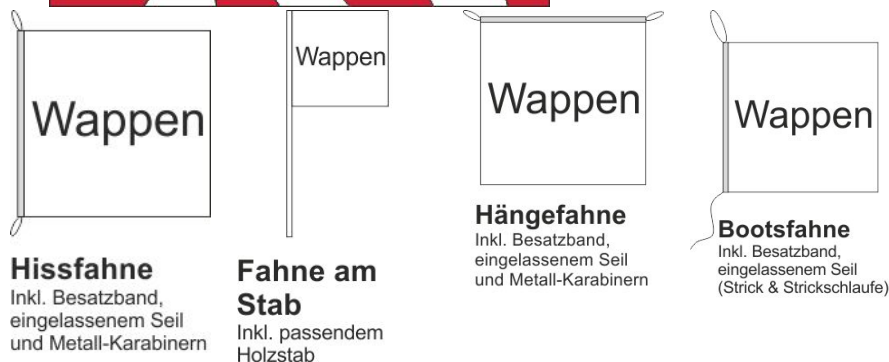 Wappen
Hissfahne
Inkl. Besatzband,
eingelassenem Seil
und Metall-Karabinern
Wappen
Fahne am
Stab
Inkl. passendem
Holzstab
Wappen
Hängefahne
Inkl. Besatzband,
eingelassenem Seil
und Metall-Karabinern
Wappen
Bootsfahne
Inkl. Besatzband,
eingelassenem Seil
(Strick & Strickschlaufe)